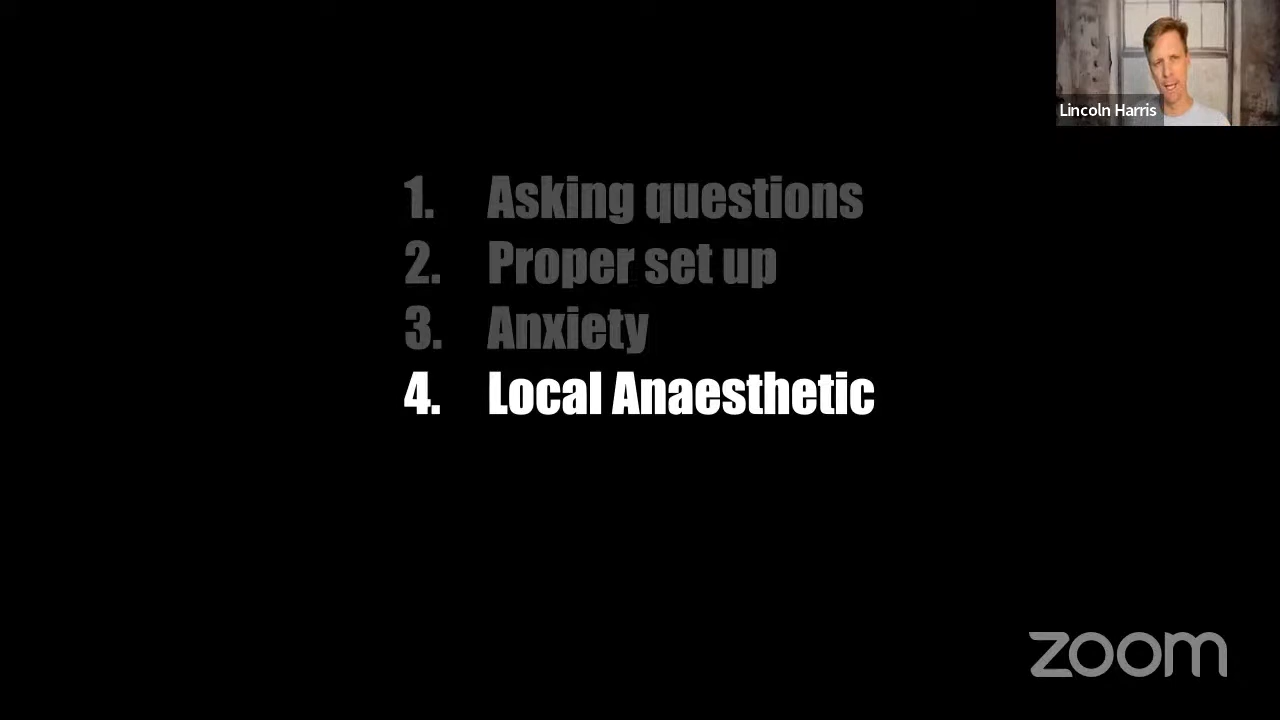 Lincoln Harris
1. Asking questions
2. Proper set up
3. Anxiety
4. Local Anaesthetic
zoom